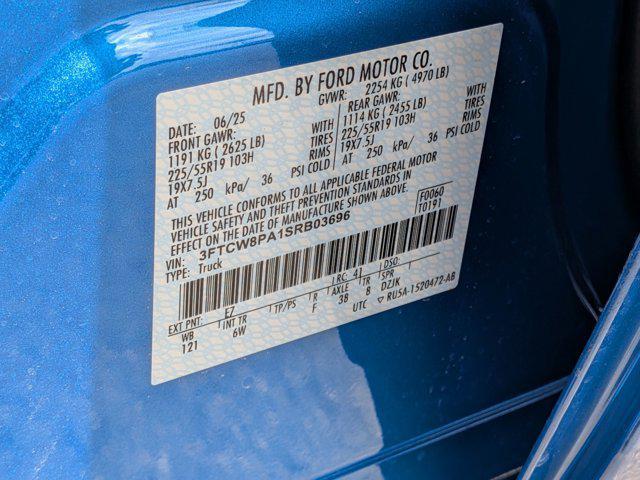 MFD. BY FORD MOTOR CO.
DATE: 06/25 GVWR: 2254 KG ( 4970 LB)
FRONT GAWR: REAR GAWR:
1191 KG ( 2625 LB) WITH 1114 KG ( 2455 LB) WITH
225/55R19 103H TIRES 225/55R19 103H TIRES
19X7.5J RIMS 19X7.5J RIMS
AT 250 kPa/ 36 PSI COLD AT 250 kPa/ 36 PSI COLD
THIS VEHICLE CONFORMS TO ALL APPLICABLE FEDERAL MOTOR
VEHICLE SAFETY AND THEFT PREVENTION STANDARDS IN
EFFECT ON THE DATE OF MANUFACTURE SHOWN ABOVE.
VIN: 3FTCW8PA1SRB03696 F0060
TYPE: Truck T0191
EXT PNT: E7 RC: 41 DSO:
WB INT TR TP/PS R AXLE TR SPR
121 6W F 38 8 DZJK
UTC ▽ RU5A-1520472-AB